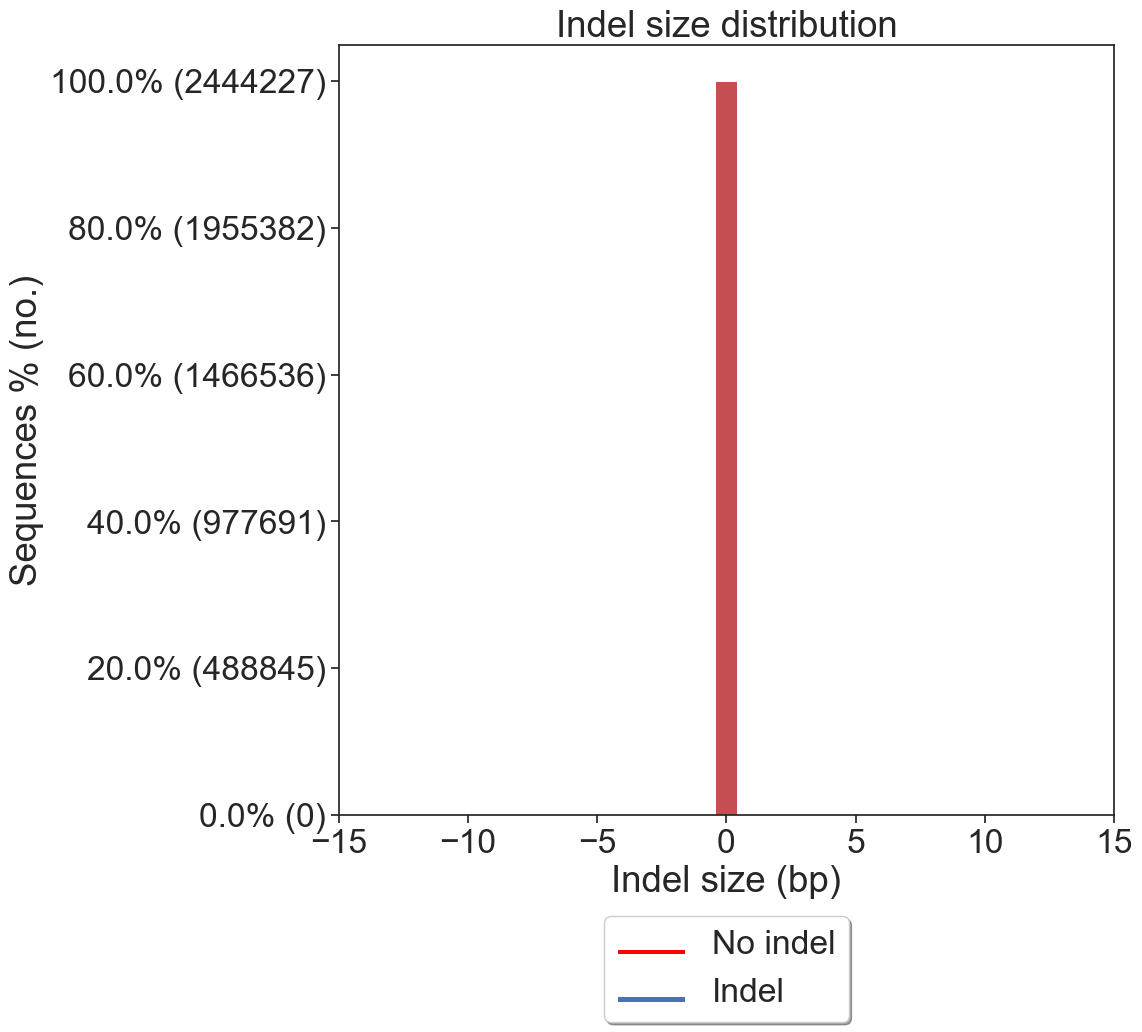 Indel size distribution
Sequences % (no.)
100.0% (2444227)
80.0% (1955382)
60.0% (1466536)
40.0% (977691)
20.0% (488845)
0.0% (0)
−15 −10 −5 0 5 10 15
Indel size (bp)
No indel
Indel